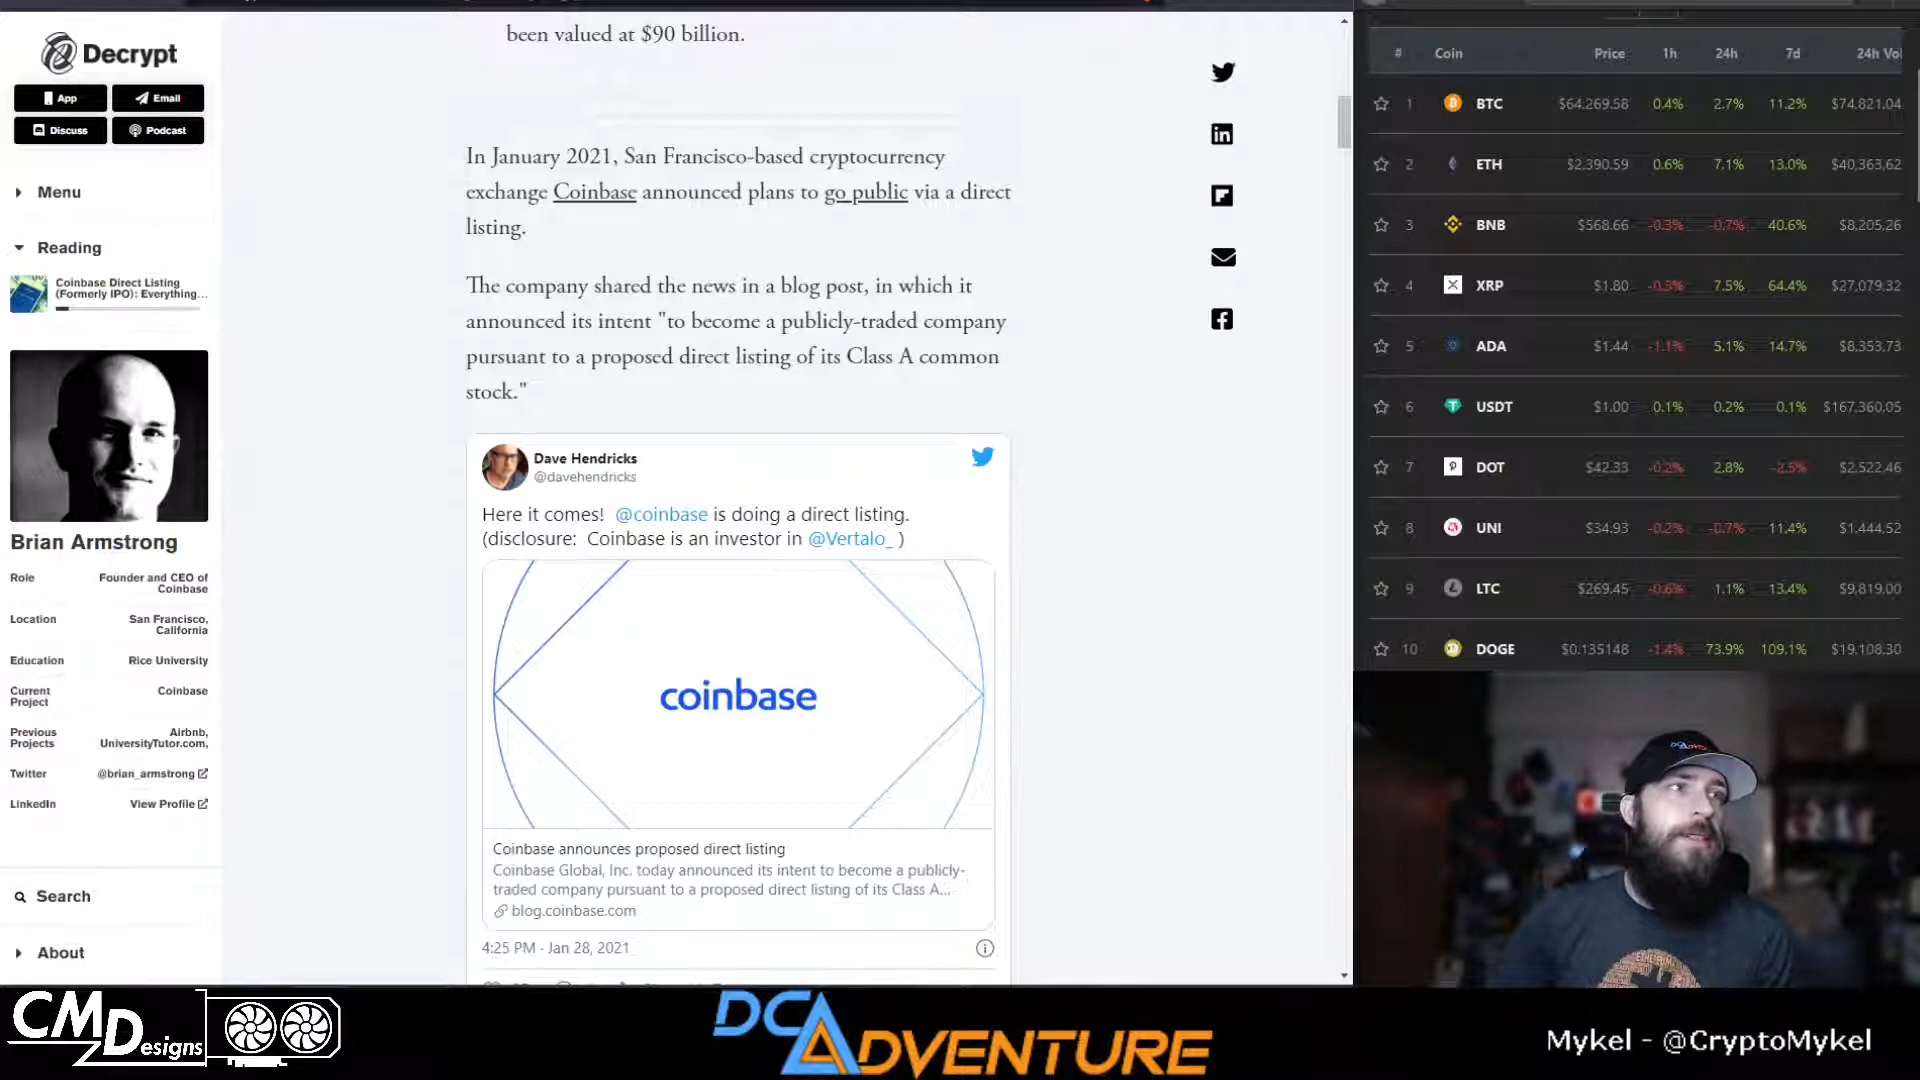 Decrypt
App
Email
Discuss
Podcast
Menu
Reading
Coinbase Direct Listing
(Formerly IPO): Everything...
Brian Armstrong
Role Founder and CEO of
Coinbase
Location San Francisco,
California
Education Rice University
Current Coinbase
Project
Previous Airbnb,
Projects UniversityTutor.com,
Twitter @brian_armstrong
LinkedIn View Profile
Search
About
been valued at $90 billion.
In January 2021, San Francisco-based cryptocurrency
exchange Coinbase announced plans to go public via a direct
listing.
The company shared the news in a blog post, in which it
announced its intent "to become a publicly-traded company
pursuant to a proposed direct listing of its Class A common
stock."
Dave Hendricks
@davehendricks
Here it comes! @coinbase is doing a direct listing.
(disclosure: Coinbase is an investor in @Vertalo_ )
coinbase
Coinbase announces proposed direct listing
Coinbase Global, Inc. today announced its intent to become a publicly-
traded company pursuant to a proposed direct listing of its Class A...
blog.coinbase.com
4:25 PM · Jan 28, 2021
# Coin Price 1h 24h 7d 24h Vol
1 BTC $64,269.58 0.4% 2.7% 11.2% $74,821,04
2 ETH $2,390.59 0.6% 7.1% 13.0% $40,363,62
3 BNB $568.66 -0.3% -0.7% 40.6% $8,205,26
4 XRP $1.80 -0.3% 7.5% 64.4% $27,079,32
5 ADA $1.44 -1.1% 5.1% 14.7% $8,353,73
6 USDT $1.00 0.1% 0.2% 0.1% $167,360,05
7 DOT $42.33 -0.2% 2.8% -2.5% $2,522,46
8 UNI $34.93 -0.2% -0.7% 11.4% $1,444,52
9 LTC $269.45 -0.6% 1.1% 13.4% $9,819,00
10 DOGE $0.135148 -1.4% 73.9% 109.1% $19,108,30
CMDesigns
DCAdventure
Mykel - @CryptoMykel